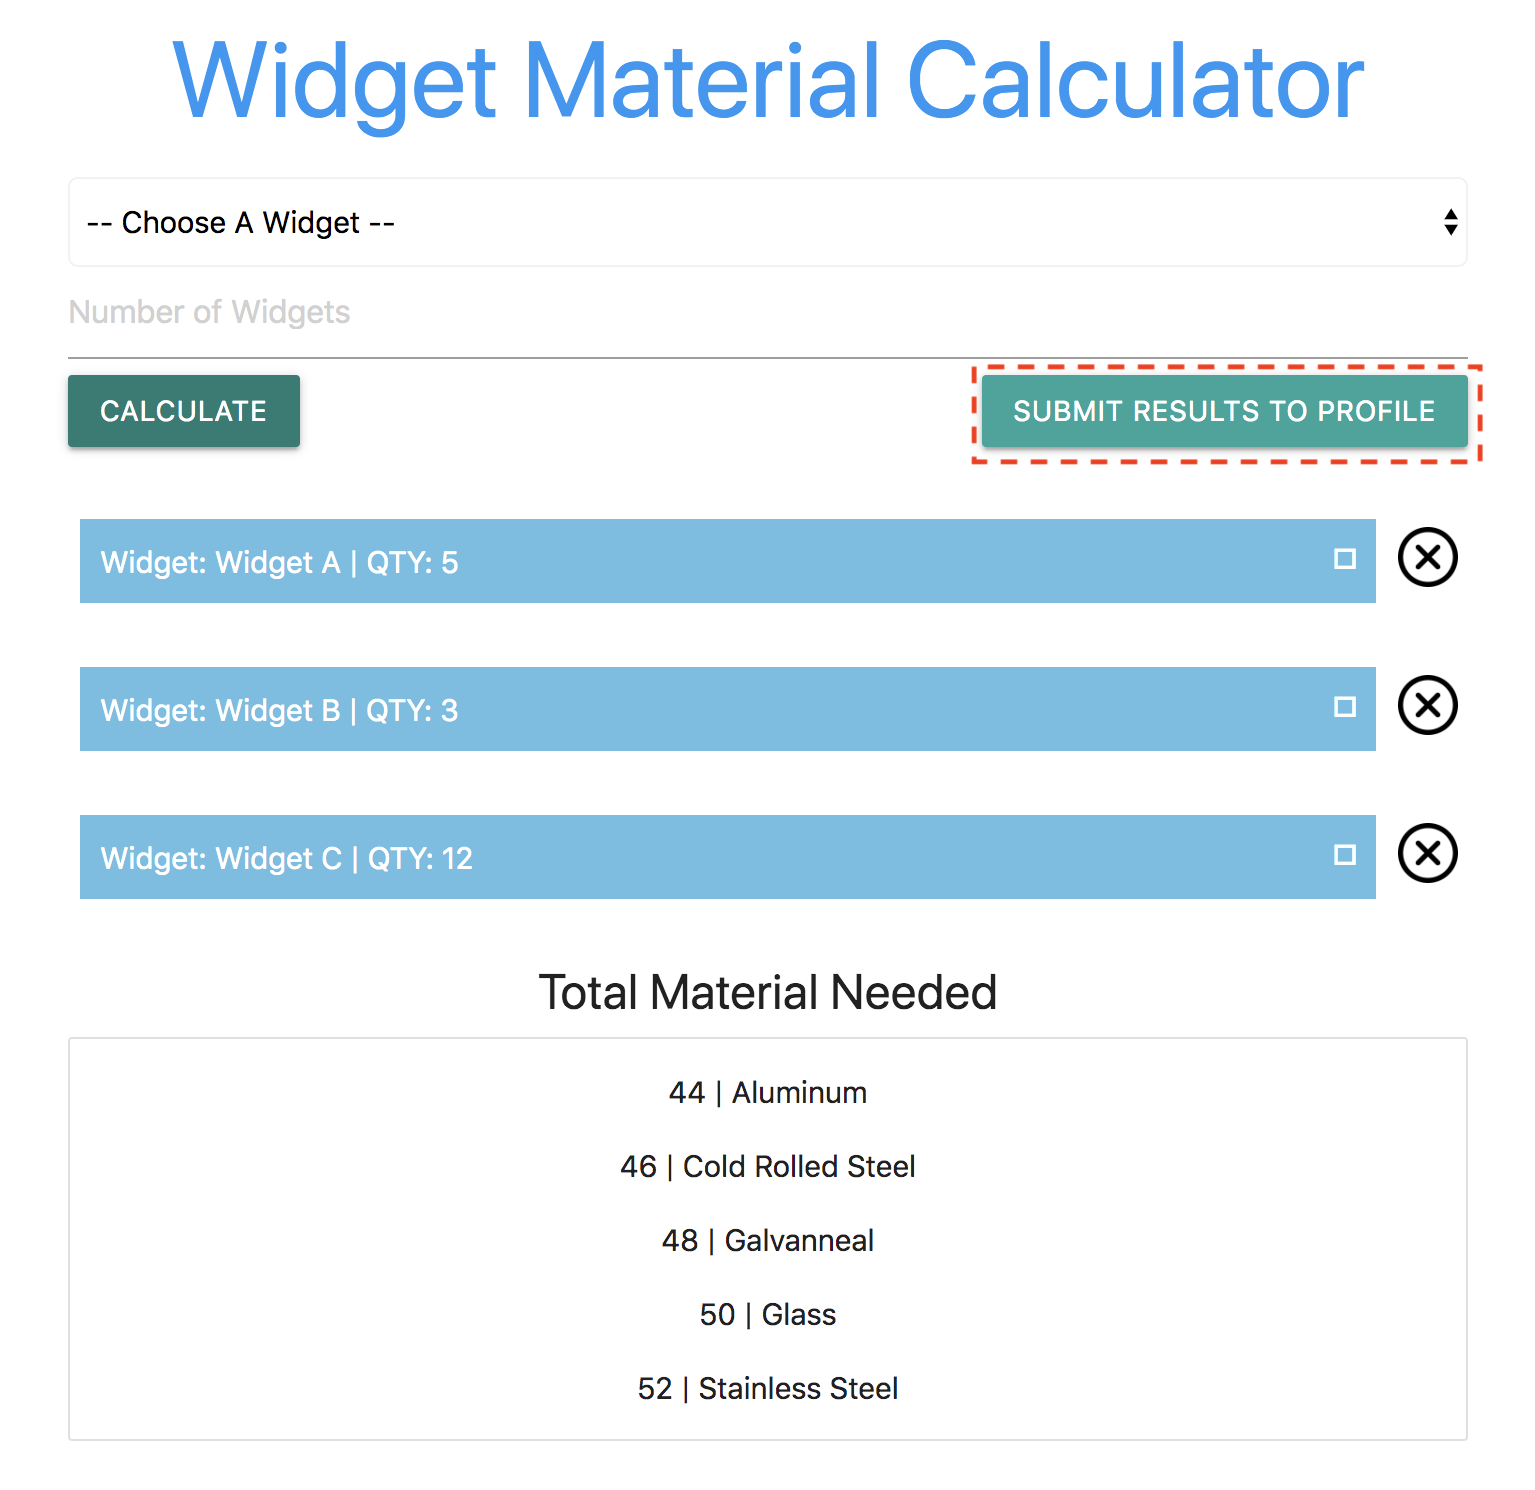 Widget Material Calculator
-- Choose A Widget --
Number of Widgets
CALCULATE
SUBMIT RESULTS TO PROFILE
Widget: Widget A | QTY: 5
Widget: Widget B | QTY: 3
Widget: Widget C | QTY: 12
Total Material Needed
44 | Aluminum
46 | Cold Rolled Steel
48 | Galvanneal
50 | Glass
52 | Stainless Steel